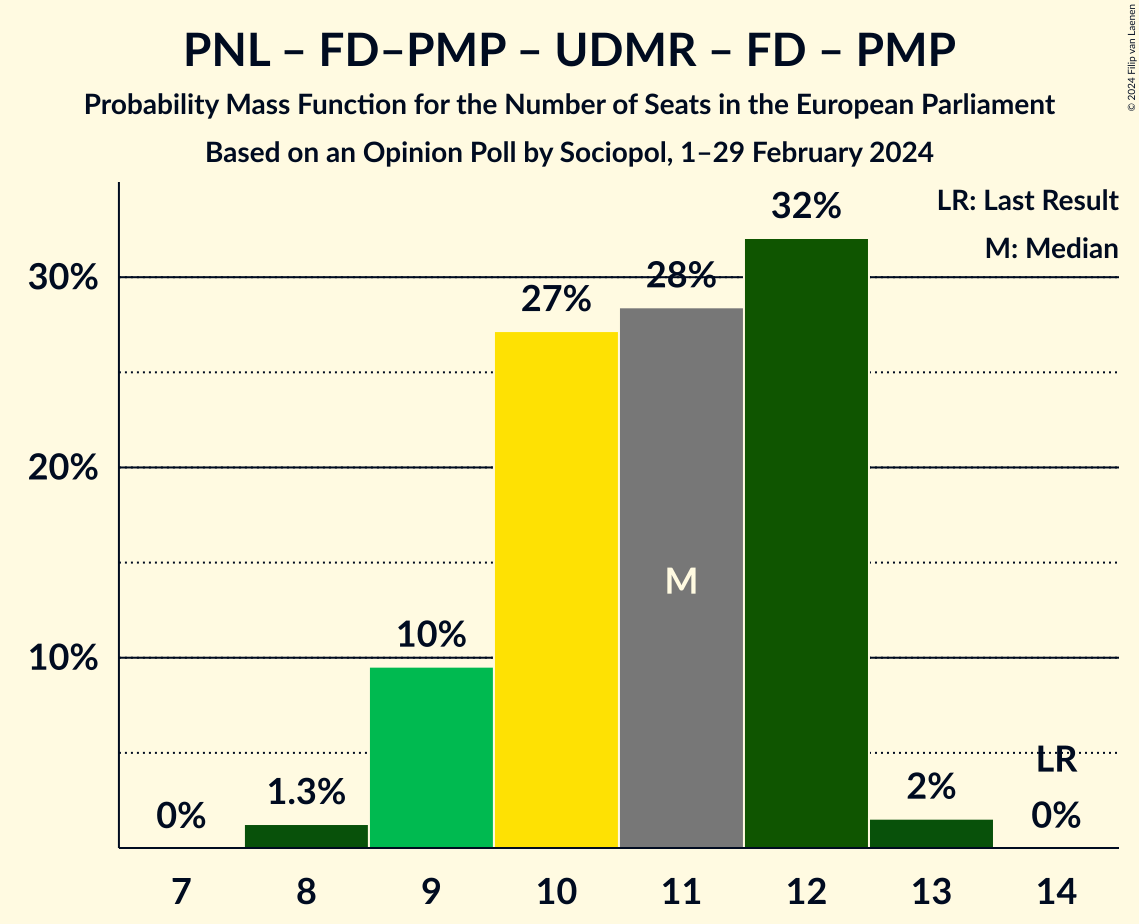 PNL – FD–PMP – UDMR – FD – PMP
Probability Mass Function for the Number of Seats in the European Parliament
Based on an Opinion Poll by Sociopol, 1–29 February 2024
© 2024 Filip van Laenen
LR: Last Result
M: Median
30%
20%
10%
0%
1.3%
10%
27%
28%
32%
2%
0%
M
LR
7 8 9 10 11 12 13 14